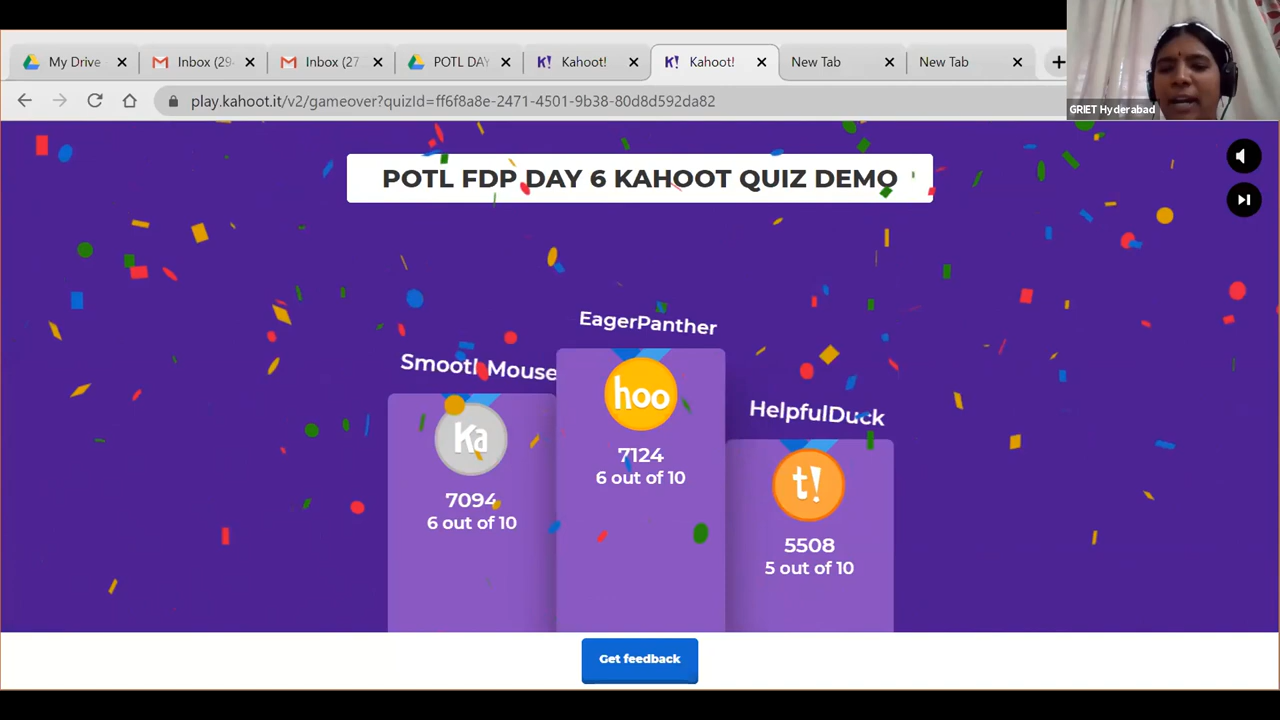 My Drive
Inbox (29-
Inbox (27
POTL DAY
Kahoot!
Kahoot!
New Tab
New Tab
play.kahoot.it/v2/gameover?quizId=ff6f8a8e-2471-4501-9b38-80d8d592da82
GRIET Hyderabad
POTL FDP DAY 6 KAHOOT QUIZ DEMO
EagerPanther
SmoothMouse
HelpfulDuck
hoo
Ka
t!
7124
6 out of 10
7094
6 out of 10
5508
5 out of 10
Get feedback